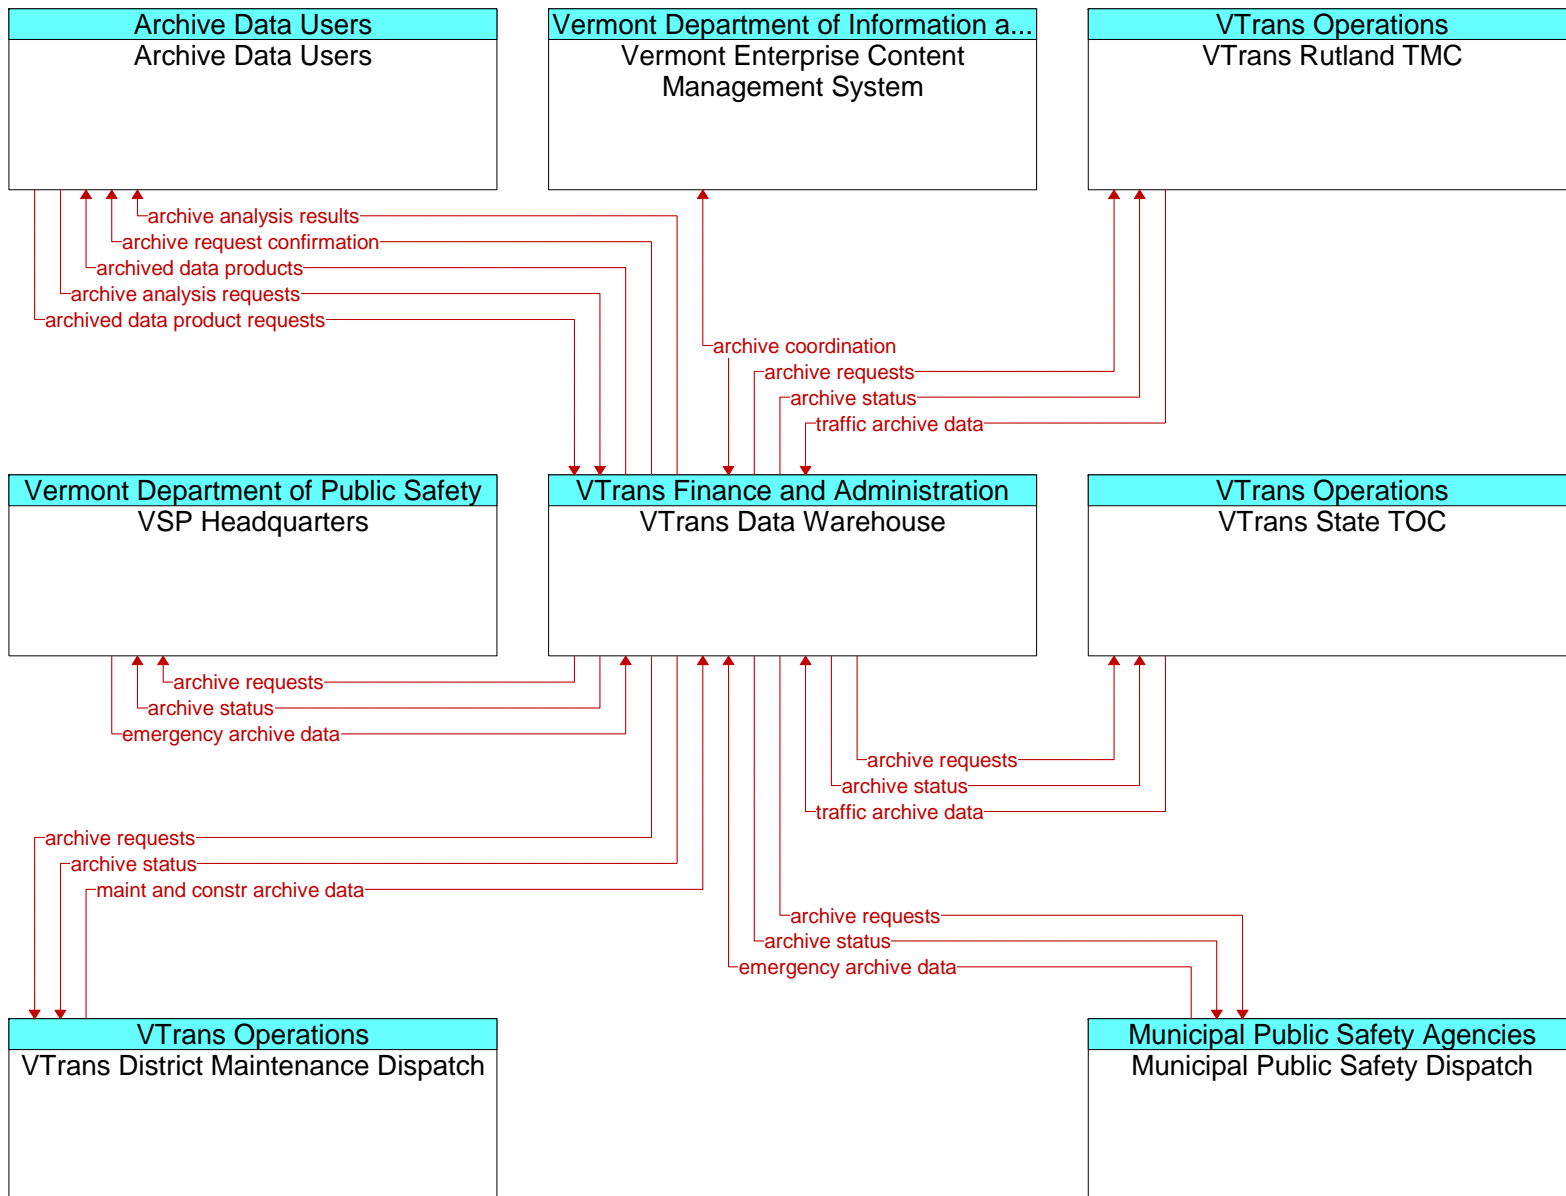 Archive Data Users
Archive Data Users
Vermont Department of Information a...
Vermont Enterprise Content
Management System
VTrans Operations
VTrans Rutland TMC
archive analysis results
archive request confirmation
archived data products
archive analysis requests
archived data product requests
archive coordination
archive requests
archive status
traffic archive data
Vermont Department of Public Safety
VSP Headquarters
VTrans Finance and Administration
VTrans Data Warehouse
VTrans Operations
VTrans State TOC
archive requests
archive status
emergency archive data
archive requests
archive status
traffic archive data
archive requests
archive status
maint and constr archive data
archive requests
archive status
emergency archive data
VTrans Operations
VTrans District Maintenance Dispatch
Municipal Public Safety Agencies
Municipal Public Safety Dispatch